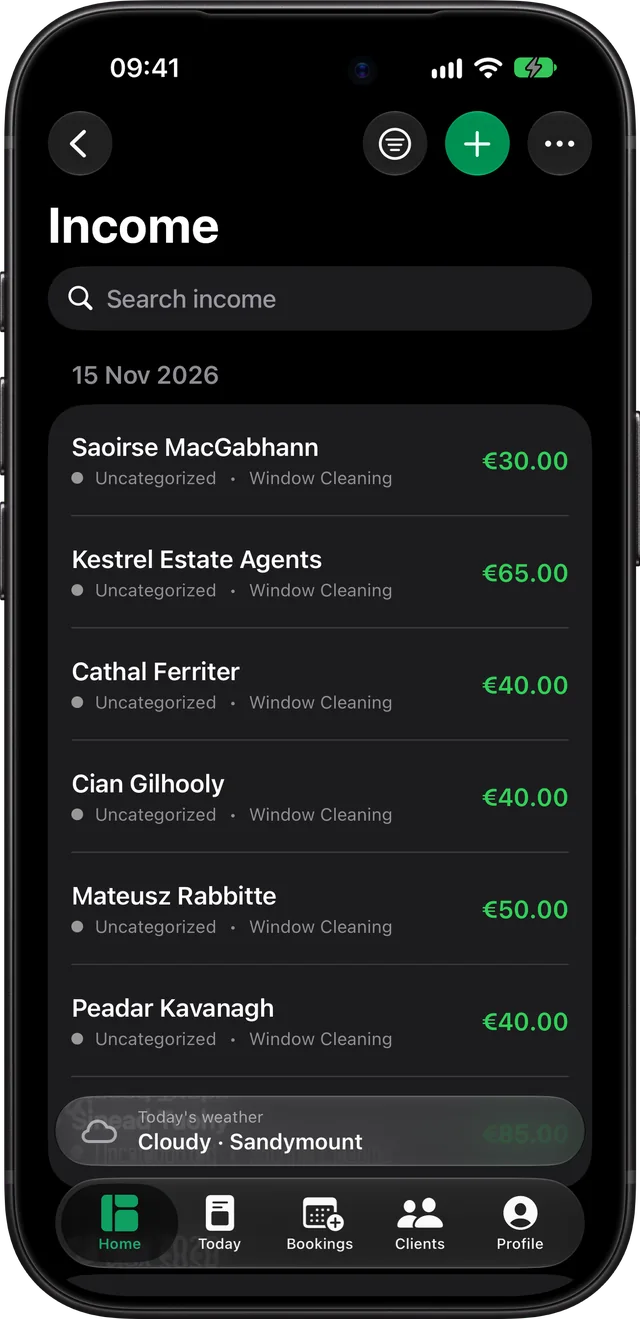 09:41
Income
Search income
15 Nov 2026
Saoirse MacGabhann
€30.00
Uncategorized • Window Cleaning
Kestrel Estate Agents
€65.00
Uncategorized • Window Cleaning
Cathal Ferriter
€40.00
Uncategorized • Window Cleaning
Cian Gilhooly
€40.00
Uncategorized • Window Cleaning
Mateusz Rabbitte
€50.00
Uncategorized • Window Cleaning
Peadar Kavanagh
€40.00
Uncategorized • Window Cleaning
Today's weather
Cloudy · Sandymount
€85.00
Home
Today
Bookings
Clients
Profile